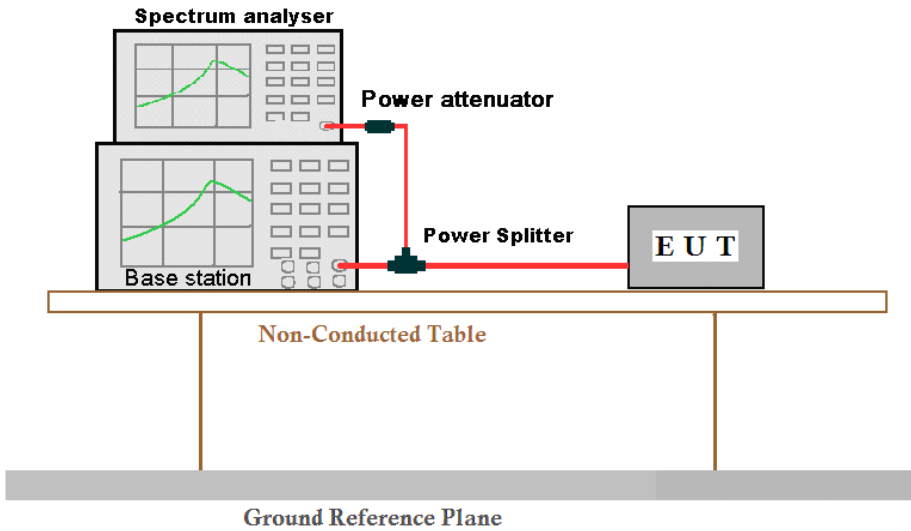 Spectrum analyser
Power attenuator
Power Splitter
E U T
Base station
Non-Conducted Table
Ground Reference Plane